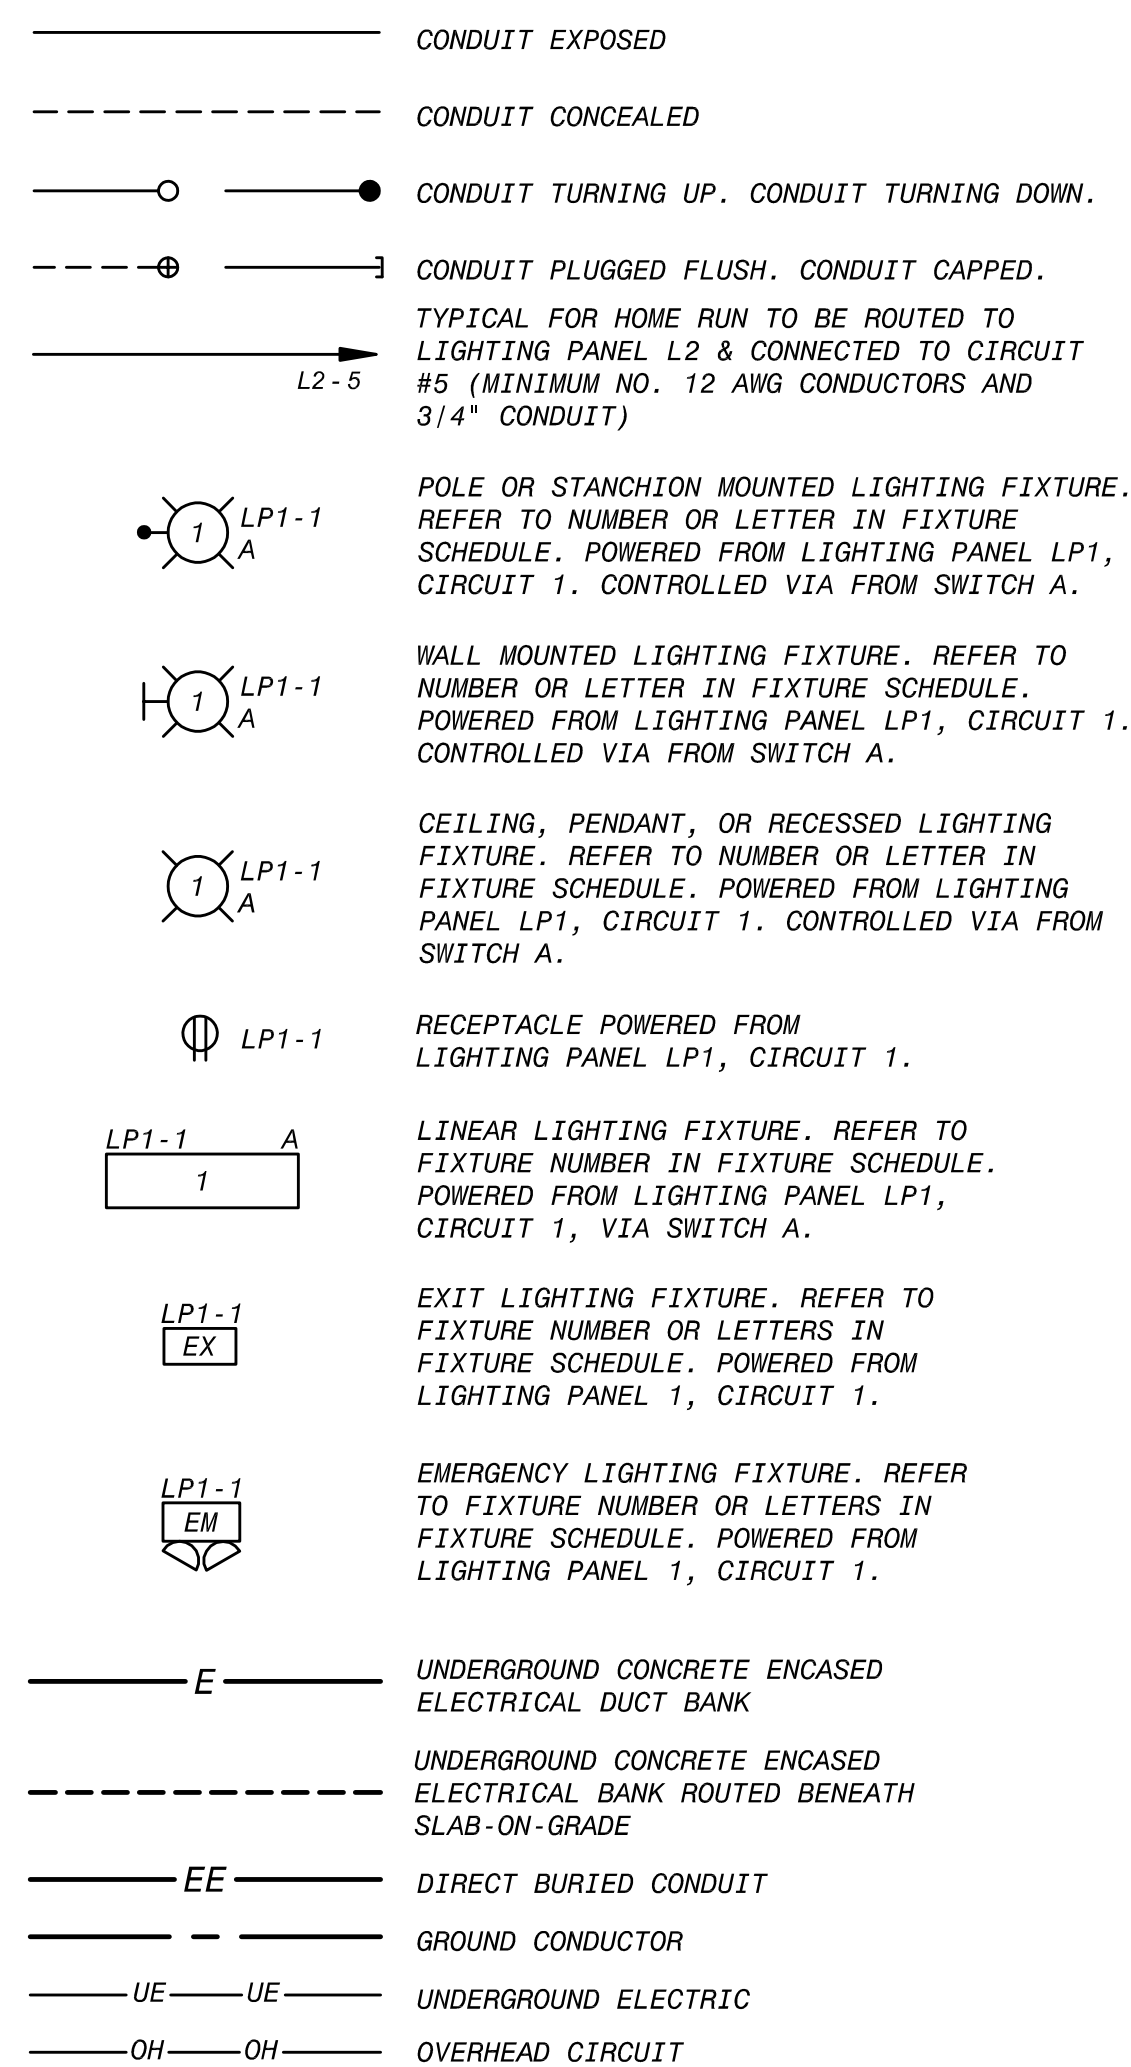 CONDUIT EXPOSED
CONDUIT CONCEALED
CONDUIT TURNING UP. CONDUIT TURNING DOWN.
CONDUIT PLUGGED FLUSH. CONDUIT CAPPED.
TYPICAL FOR HOME RUN TO BE ROUTED TO
LIGHTING PANEL L2 & CONNECTED TO CIRCUIT
#5 (MINIMUM NO. 12 AWG CONDUCTORS AND
3/4" CONDUIT)
L2-5
POLE OR STANCHION MOUNTED LIGHTING FIXTURE.
REFER TO NUMBER OR LETTER IN FIXTURE
SCHEDULE. POWERED FROM LIGHTING PANEL LP1,
CIRCUIT 1. CONTROLLED VIA FROM SWITCH A.
1 LP1-1
A
WALL MOUNTED LIGHTING FIXTURE. REFER TO
NUMBER OR LETTER IN FIXTURE SCHEDULE.
POWERED FROM LIGHTING PANEL LP1, CIRCUIT 1.
CONTROLLED VIA FROM SWITCH A.
1 LP1-1
A
CEILING, PENDANT, OR RECESSED LIGHTING
FIXTURE. REFER TO NUMBER OR LETTER IN
FIXTURE SCHEDULE. POWERED FROM LIGHTING
PANEL LP1, CIRCUIT 1. CONTROLLED VIA FROM
SWITCH A.
1 LP1-1
A
LP1-1
RECEPTACLE POWERED FROM
LIGHTING PANEL LP1, CIRCUIT 1.
LP1-1 A
1
LINEAR LIGHTING FIXTURE. REFER TO
FIXTURE NUMBER IN FIXTURE SCHEDULE.
POWERED FROM LIGHTING PANEL LP1,
CIRCUIT 1, VIA SWITCH A.
LP1-1
EX
EXIT LIGHTING FIXTURE. REFER TO
FIXTURE NUMBER OR LETTERS IN
FIXTURE SCHEDULE. POWERED FROM
LIGHTING PANEL 1, CIRCUIT 1.
LP1-1
EM
EMERGENCY LIGHTING FIXTURE. REFER
TO FIXTURE NUMBER OR LETTERS IN
FIXTURE SCHEDULE. POWERED FROM
LIGHTING PANEL 1, CIRCUIT 1.
E
UNDERGROUND CONCRETE ENCASED
ELECTRICAL DUCT BANK
UNDERGROUND CONCRETE ENCASED
ELECTRICAL BANK ROUTED BENEATH
SLAB-ON-GRADE
EE DIRECT BURIED CONDUIT
GROUND CONDUCTOR
UE UE UNDERGROUND ELECTRIC
OH OH OVERHEAD CIRCUIT